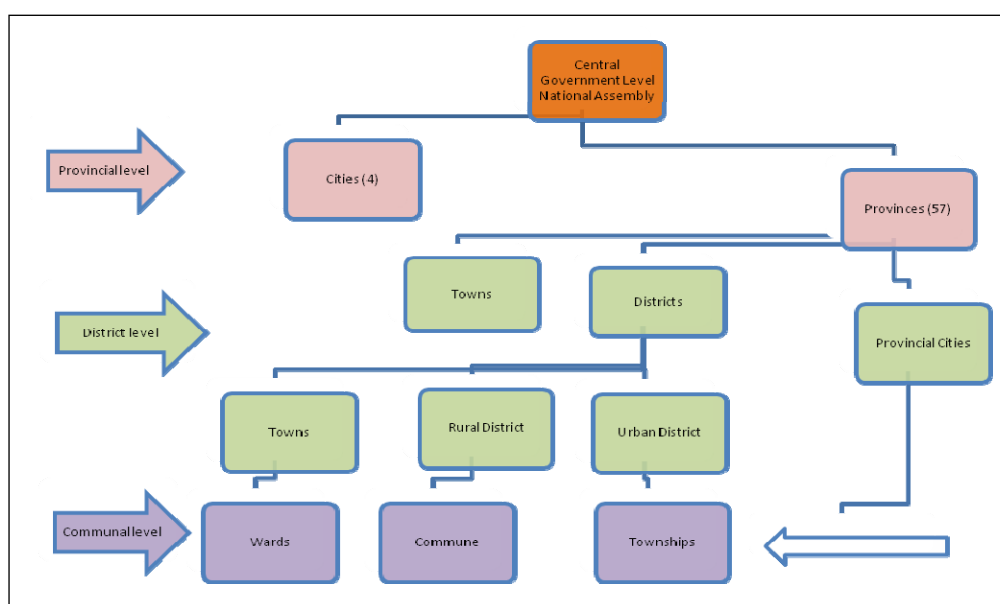 Central
Government Level
National Assembly
Provincial level
Cities (4)
Provinces (57)
Towns
Districts
District level
Provincial Cities
Towns
Rural District
Urban District
Communal level
Wards
Commune
Townships